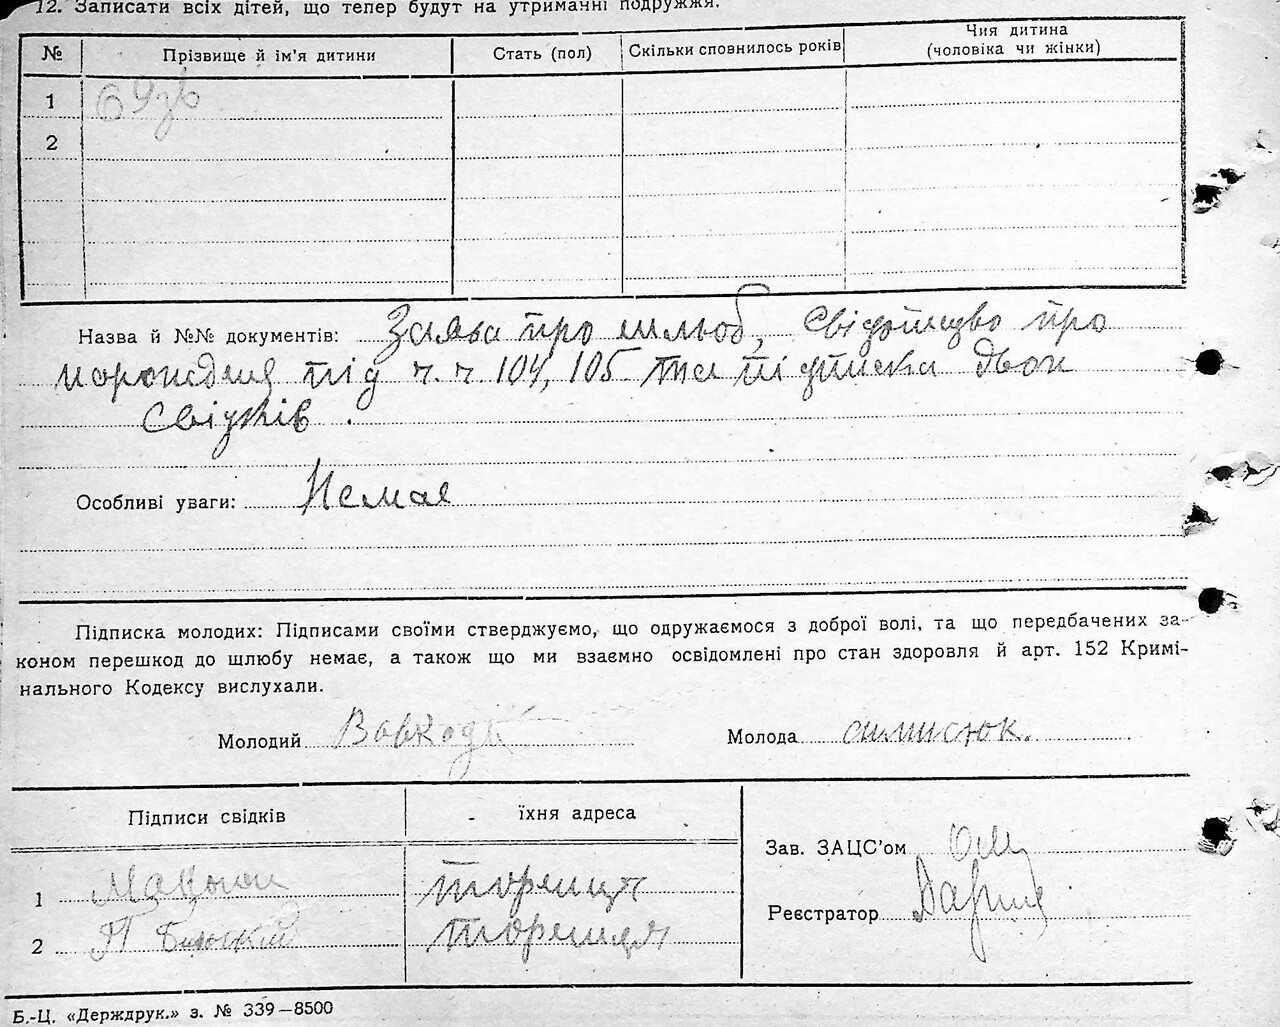 12. Записати всіх дітей, що тепер будут на утриманні подружжя.
№ Прізвище й ім'я дитини Стать (пол) Скільки сповнилось років Чия дитина (чоловіка чи жінки)
1
2
Назва й №№ документів: Заява про шлюб, свідоцтво про
народження під ч. ч. 104, 105 та підписка двох
свідків.
Особливі уваги: Немає
Підписка молодих: Підписами своїми стверджуємо, що одружаємося з доброї волі, та що передбачених за-
коном перешкод до шлюбу немає, а також що ми взаємно освідомлені про стан здоровля й арт. 152 Кримі-
нального Кодексу вислухали.
Молодий Молода
Підписи свідків їхня адреса
Зав. ЗАЦС'ом
1
Реєстратор
2
Б.-Ц. «Держдрук.» з. № 339—8500